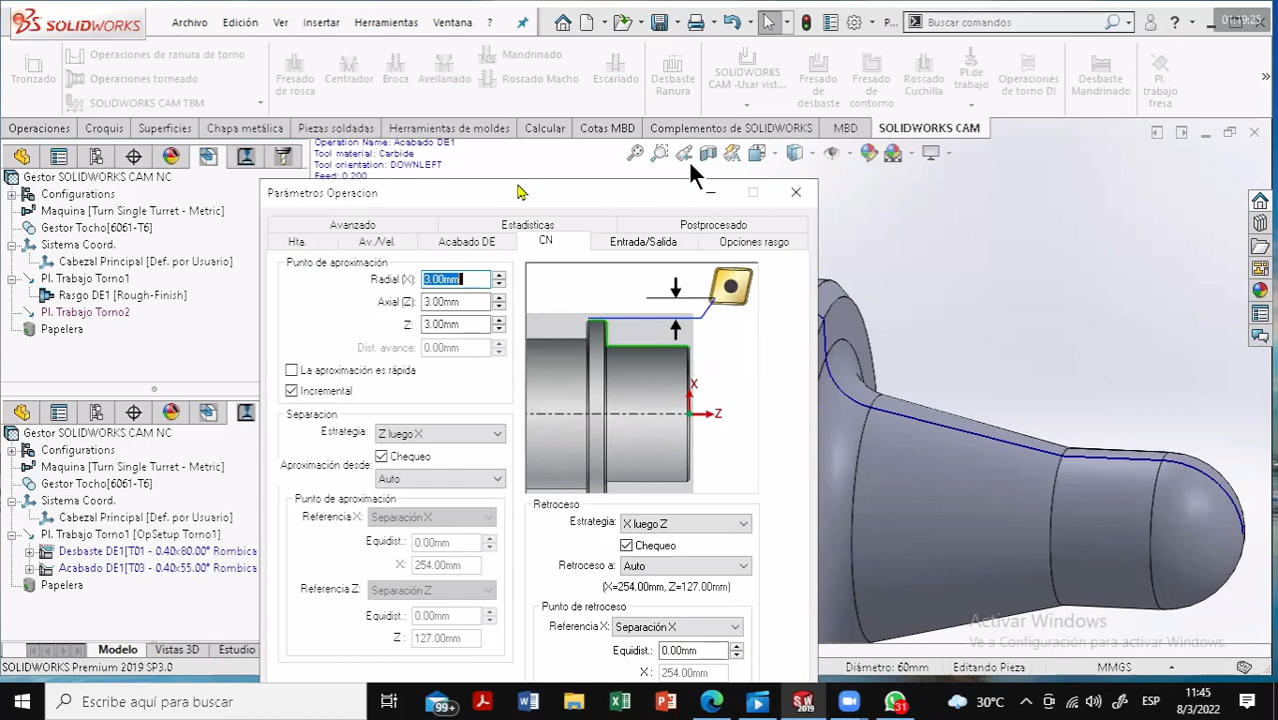 SOLIDWORKS
Archivo Edición Ver Insertar Herramientas Ventana ?
P...
Buscar comandos
01:19:25
Operaciones de ranura de torno
Operaciones torneado
SOLIDWORKS CAM TBM
Tronzado
Fresado de rosca
Centrador
Broca
Avellanado
Mandrinado
Roscado Macho
Escariado
Desbaste Ranura
SOLIDWORKS CAM -Usar vist...
Fresado de desbaste
Fresado de contorno
Roscado Cuchilla
Pl.de trabajo
Operaciones de torno DI
Desbaste Mandrinado
Pl. trabajo fresa
Operaciones Croquis Superficies Chapa metálica Piezas soldadas Herramientas de moldes Calcular Cotas MBD Complementos de SOLIDWORKS MBD SOLIDWORKS CAM
Operation Name: Acabado DE1
Tool material: Carbide
Tool orientation: DOWNLEFT
Feed: 0.200
Gestor SOLIDWORKS CAM NC
Configurations
Maquina [Turn Single Turret - Metric]
Gestor Tocho[6061-T6]
Sistema Coord.
Cabezal Principal [Def. por Usuario]
Pl. Trabajo Torno1
Rasgo DE1 [Rough-Finish]
Pl. Trabajo Torno2
Papelera
Gestor SOLIDWORKS CAM NC
Configurations
Maquina [Turn Single Turret - Metric]
Gestor Tocho[6061-T6]
Sistema Coord.
Cabezal Principal [Def. por Usuario]
Pl. Trabajo Torno1 [OpSetup Torneado1]
Desbaste DE1[T01 - 0.40x80.00° Rombica
Acabado DE1[T03 - 0.40x55.00° Rombica
Papelera
Parámetros Operacion
Avanzado Estadisticas Postprocesado
Hta. Av./Vel. Acabado DE CN Entrada/Salida Opciones rasgo
Punto de aproximación
Radial (X): 3.00mm
Axial (Z): 3.00mm
Z: 3.00mm
Dist. avance: 0.00mm
La aproximación es rápida
Incremental
Separacion
Estrategia: Z luego X
Chequeo
Aproximación desde: Auto
Punto de aproximación
Referencia X: Separación X
Equidist.: 0.00mm
X: 254.00mm
Referencia Z: Separación Z
Equidist.: 0.00mm
Z : 127.00mm
X
Z
Retroceso
Estrategia: X luego Z
Chequeo
Retroceso a: Auto
(X=254.00mm, Z=127.00mm)
Punto de retroceso
Referencia X: Separación X
Equidist.: 0.00mm
X : 254.00mm
Activar Windows
Ve a Configuración para activar Windows.
Modelo Vistas 3D Estudio
SOLIDWORKS Premium 2019 SP3.0
Diámetro: 60mm Editando Pieza MMGS
Escribe aquí para buscar
99+
SW 2019
31
30°C
ESP
11:45
8/3/2022